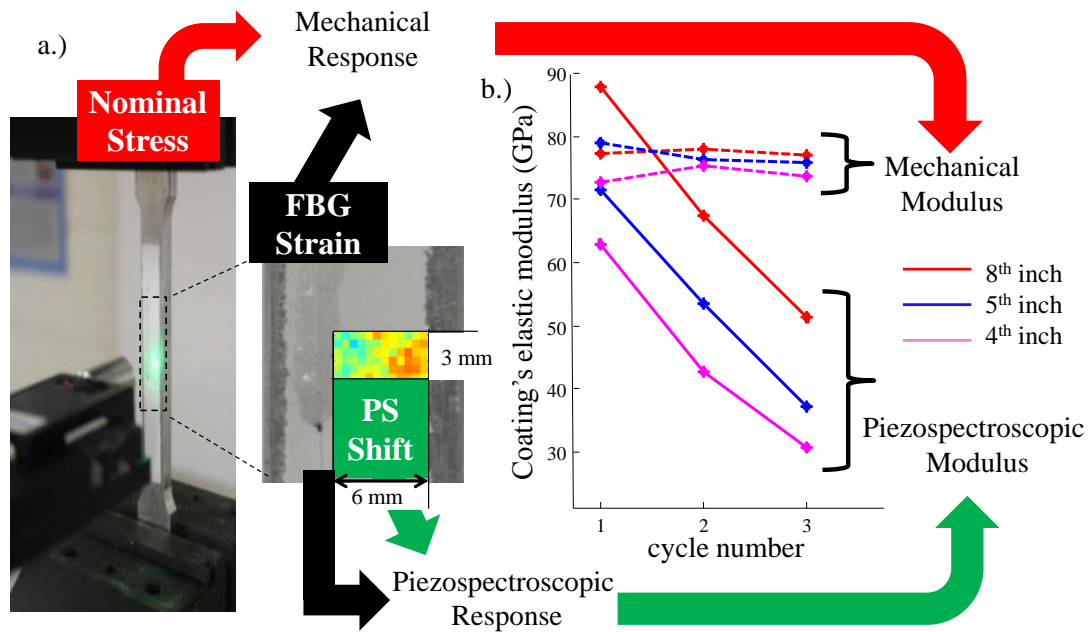 a.)
Mechanical
Response
Nominal
Stress
FBG
Strain
3 mm
PS
Shift
6 mm
Piezospectroscopic
Response
b.)
Coating's elastic modulus (GPa)
90
80
70
60
50
40
30
1
2
3
cycle number
Mechanical
Modulus
8th inch
5th inch
4th inch
Piezospectroscopic
Modulus